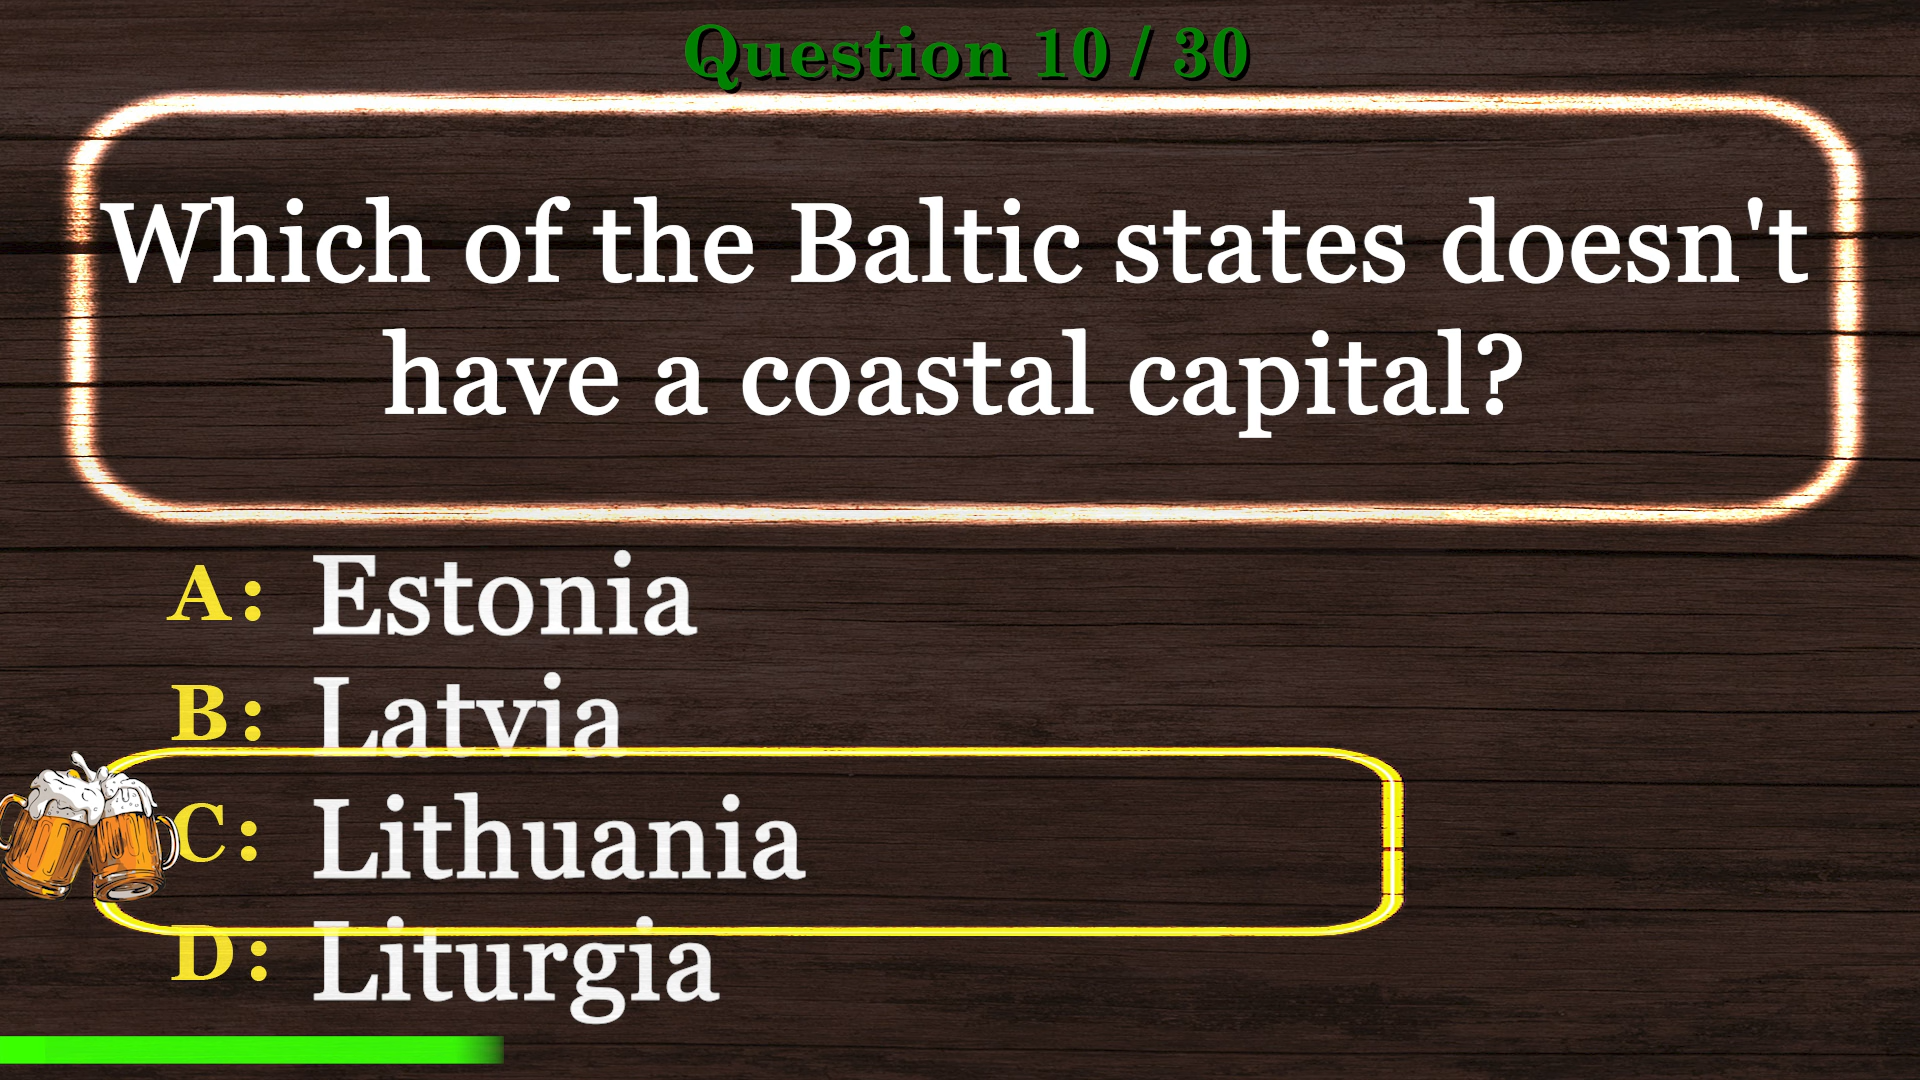 Question 10 / 30
Which of the Baltic states doesn't
have a coastal capital?
A: Estonia
B: Latvia
C: Lithuania
D: Liturgia